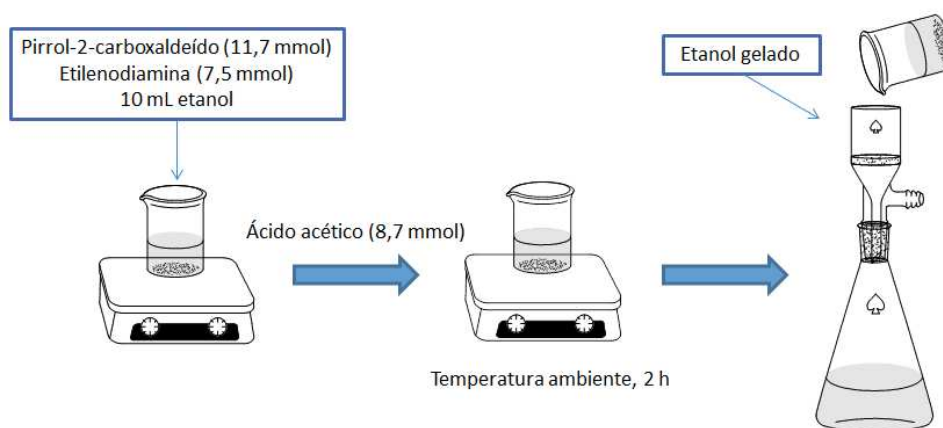 Pirrol-2-carboxaldeído (11,7 mmol)
Etilenodiamina (7,5 mmol)
10 mL etanol
Etanol gelado
Ácido acético (8,7 mmol)
Temperatura ambiente, 2 h